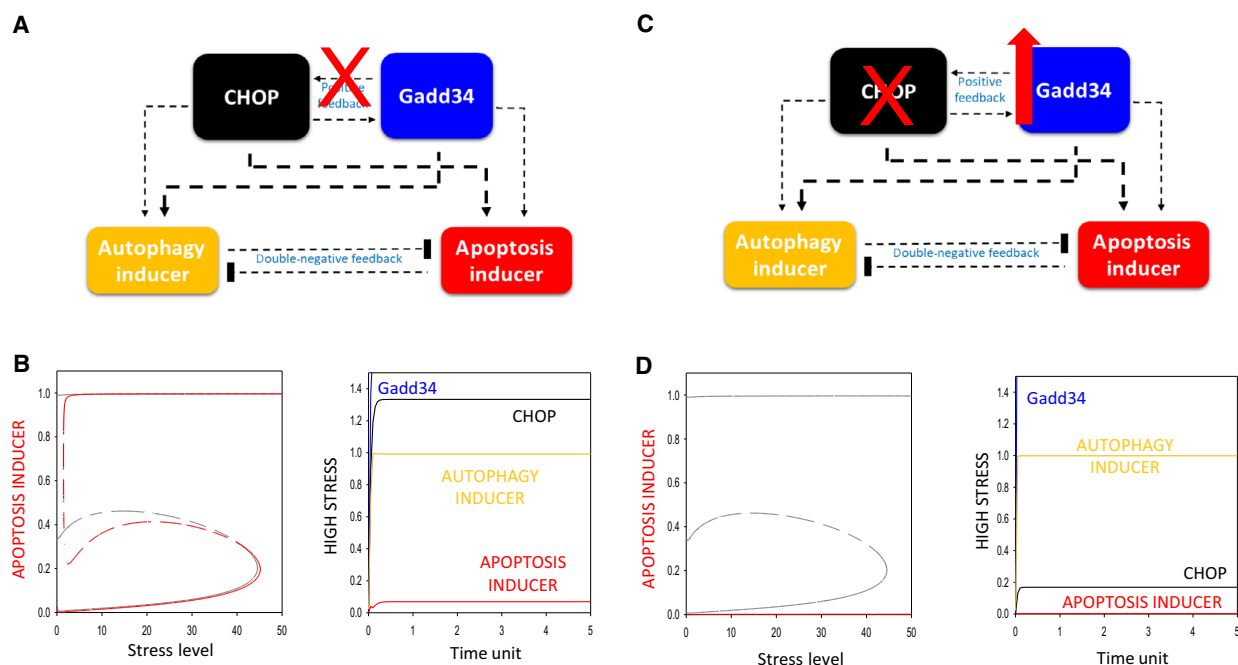 A
CHOP
Positive
feedback
Gadd34
Autophagy
inducer
Double-negative feedback
Apoptosis
inducer
C
CHOP
Positive
feedback
Gadd34
Autophagy
inducer
Double-negative feedback
Apoptosis
inducer
B
APOPTOSIS INDUCER
1.0
0.8
0.6
0.4
0.2
0.0
0
10
20
30
40
50
Stress level
HIGH STRESS
1.4
1.2
1.0
0.8
0.6
0.4
0.2
0.0
Gadd34
CHOP
AUTOPHAGY
INDUCER
APOPTOSIS
INDUCER
0
1
2
3
4
5
Time unit
D
APOPTOSIS INDUCER
1.0
0.8
0.6
0.4
0.2
0.0
0
10
20
30
40
50
Stress level
HIGH STRESS
1.4
1.2
1.0
0.8
0.6
0.4
0.2
0.0
Gadd34
AUTOPHAGY
INDUCER
CHOP
APOPTOSIS INDUCER
0
1
2
3
4
5
Time unit